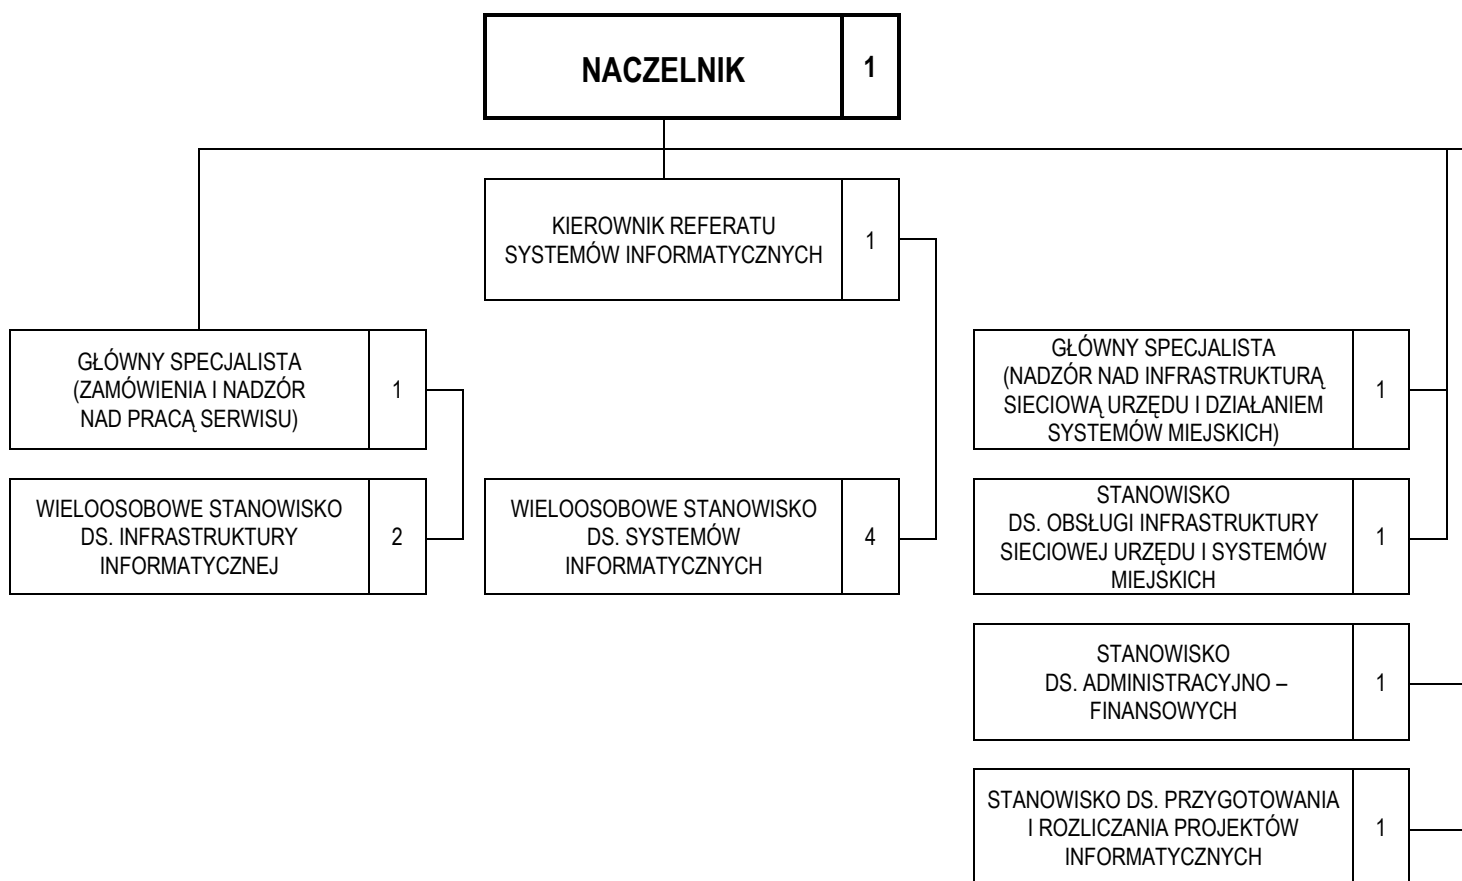 NACZELNIK
1
KIEROWNIK REFERATU
SYSTEMÓW INFORMATYCZNYCH
1
GŁÓWNY SPECJALISTA
(ZAMÓWIENIA I NADZÓR
NAD PRACĄ SERWISU)
1
GŁÓWNY SPECJALISTA
(NADZÓR NAD INFRASTRUKTURĄ
SIECIOWĄ URZĘDU I DZIAŁANIEM
SYSTEMÓW MIEJSKICH)
1
WIELOOSOBOWE STANOWISKO
DS. INFRASTRUKTURY
INFORMATYCZNEJ
2
WIELOOSOBOWE STANOWISKO
DS. SYSTEMÓW
INFORMATYCZNYCH
4
STANOWISKO
DS. OBSŁUGI INFRASTRUKTURY
SIECIOWEJ URZĘDU I SYSTEMÓW
MIEJSKICH
1
STANOWISKO
DS. ADMINISTRACYJNO –
FINANSOWYCH
1
STANOWISKO DS. PRZYGOTOWANIA
I ROZLICZANIA PROJEKTÓW
INFORMATYCZNYCH
1